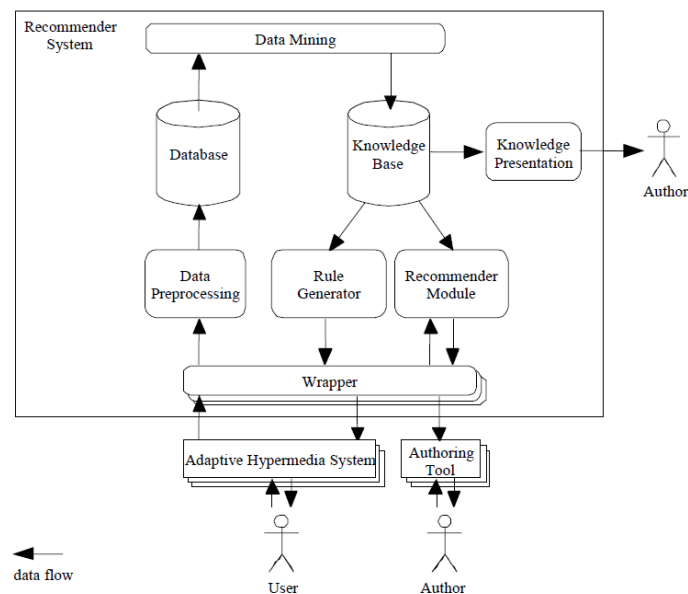 Recommender
System
Data Mining
Database
Knowledge
Base
Knowledge
Presentation
Author
Data
Preprocessing
Rule
Generator
Recommender
Module
Wrapper
Adaptive Hypermedia System
Authoring
Tool
data flow
User
Author